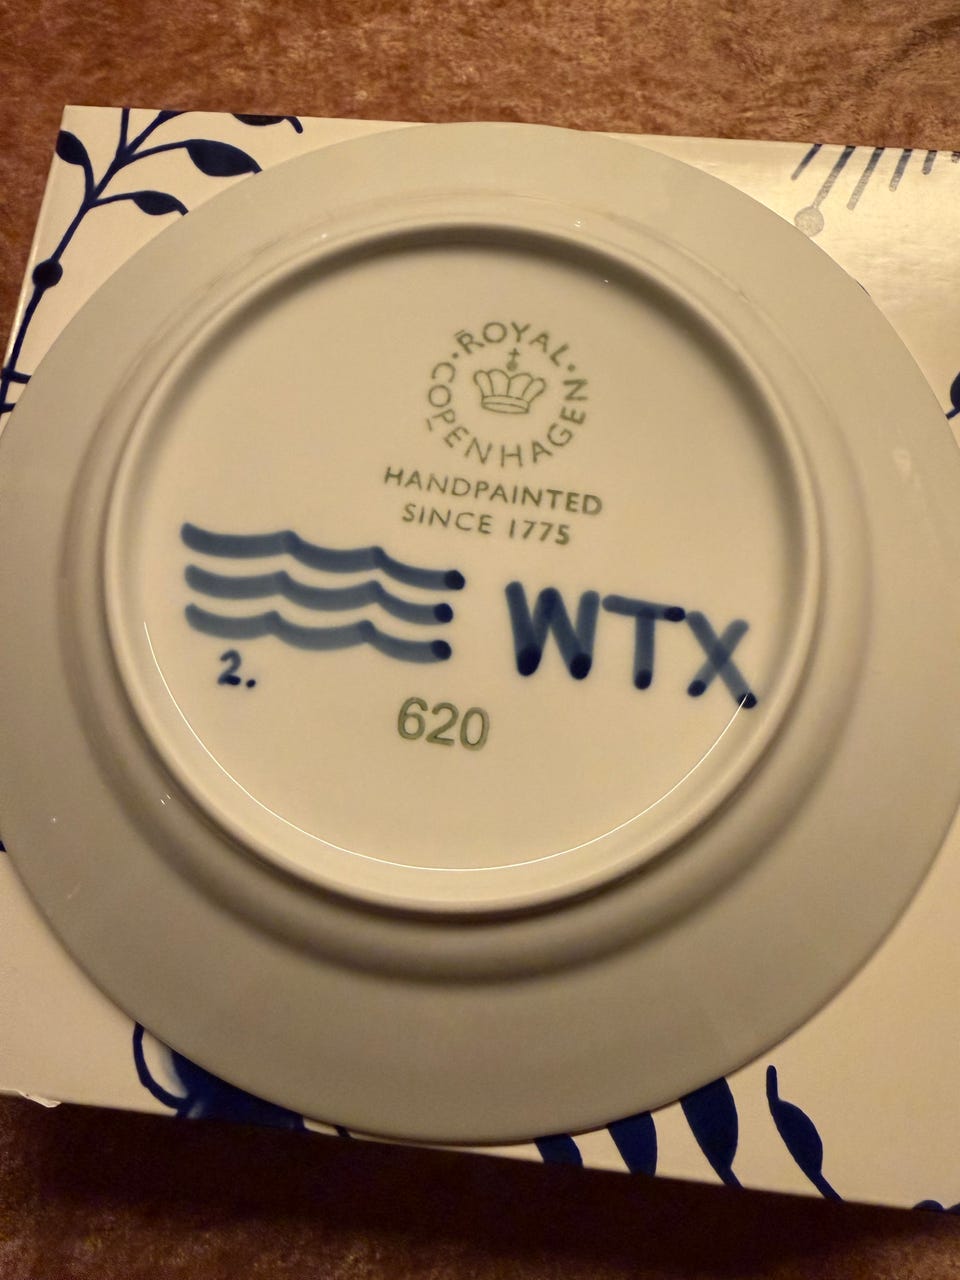 ROYAL
COPENHAGEN
HANDPAINTED
SINCE 1775
WTX
2.
620